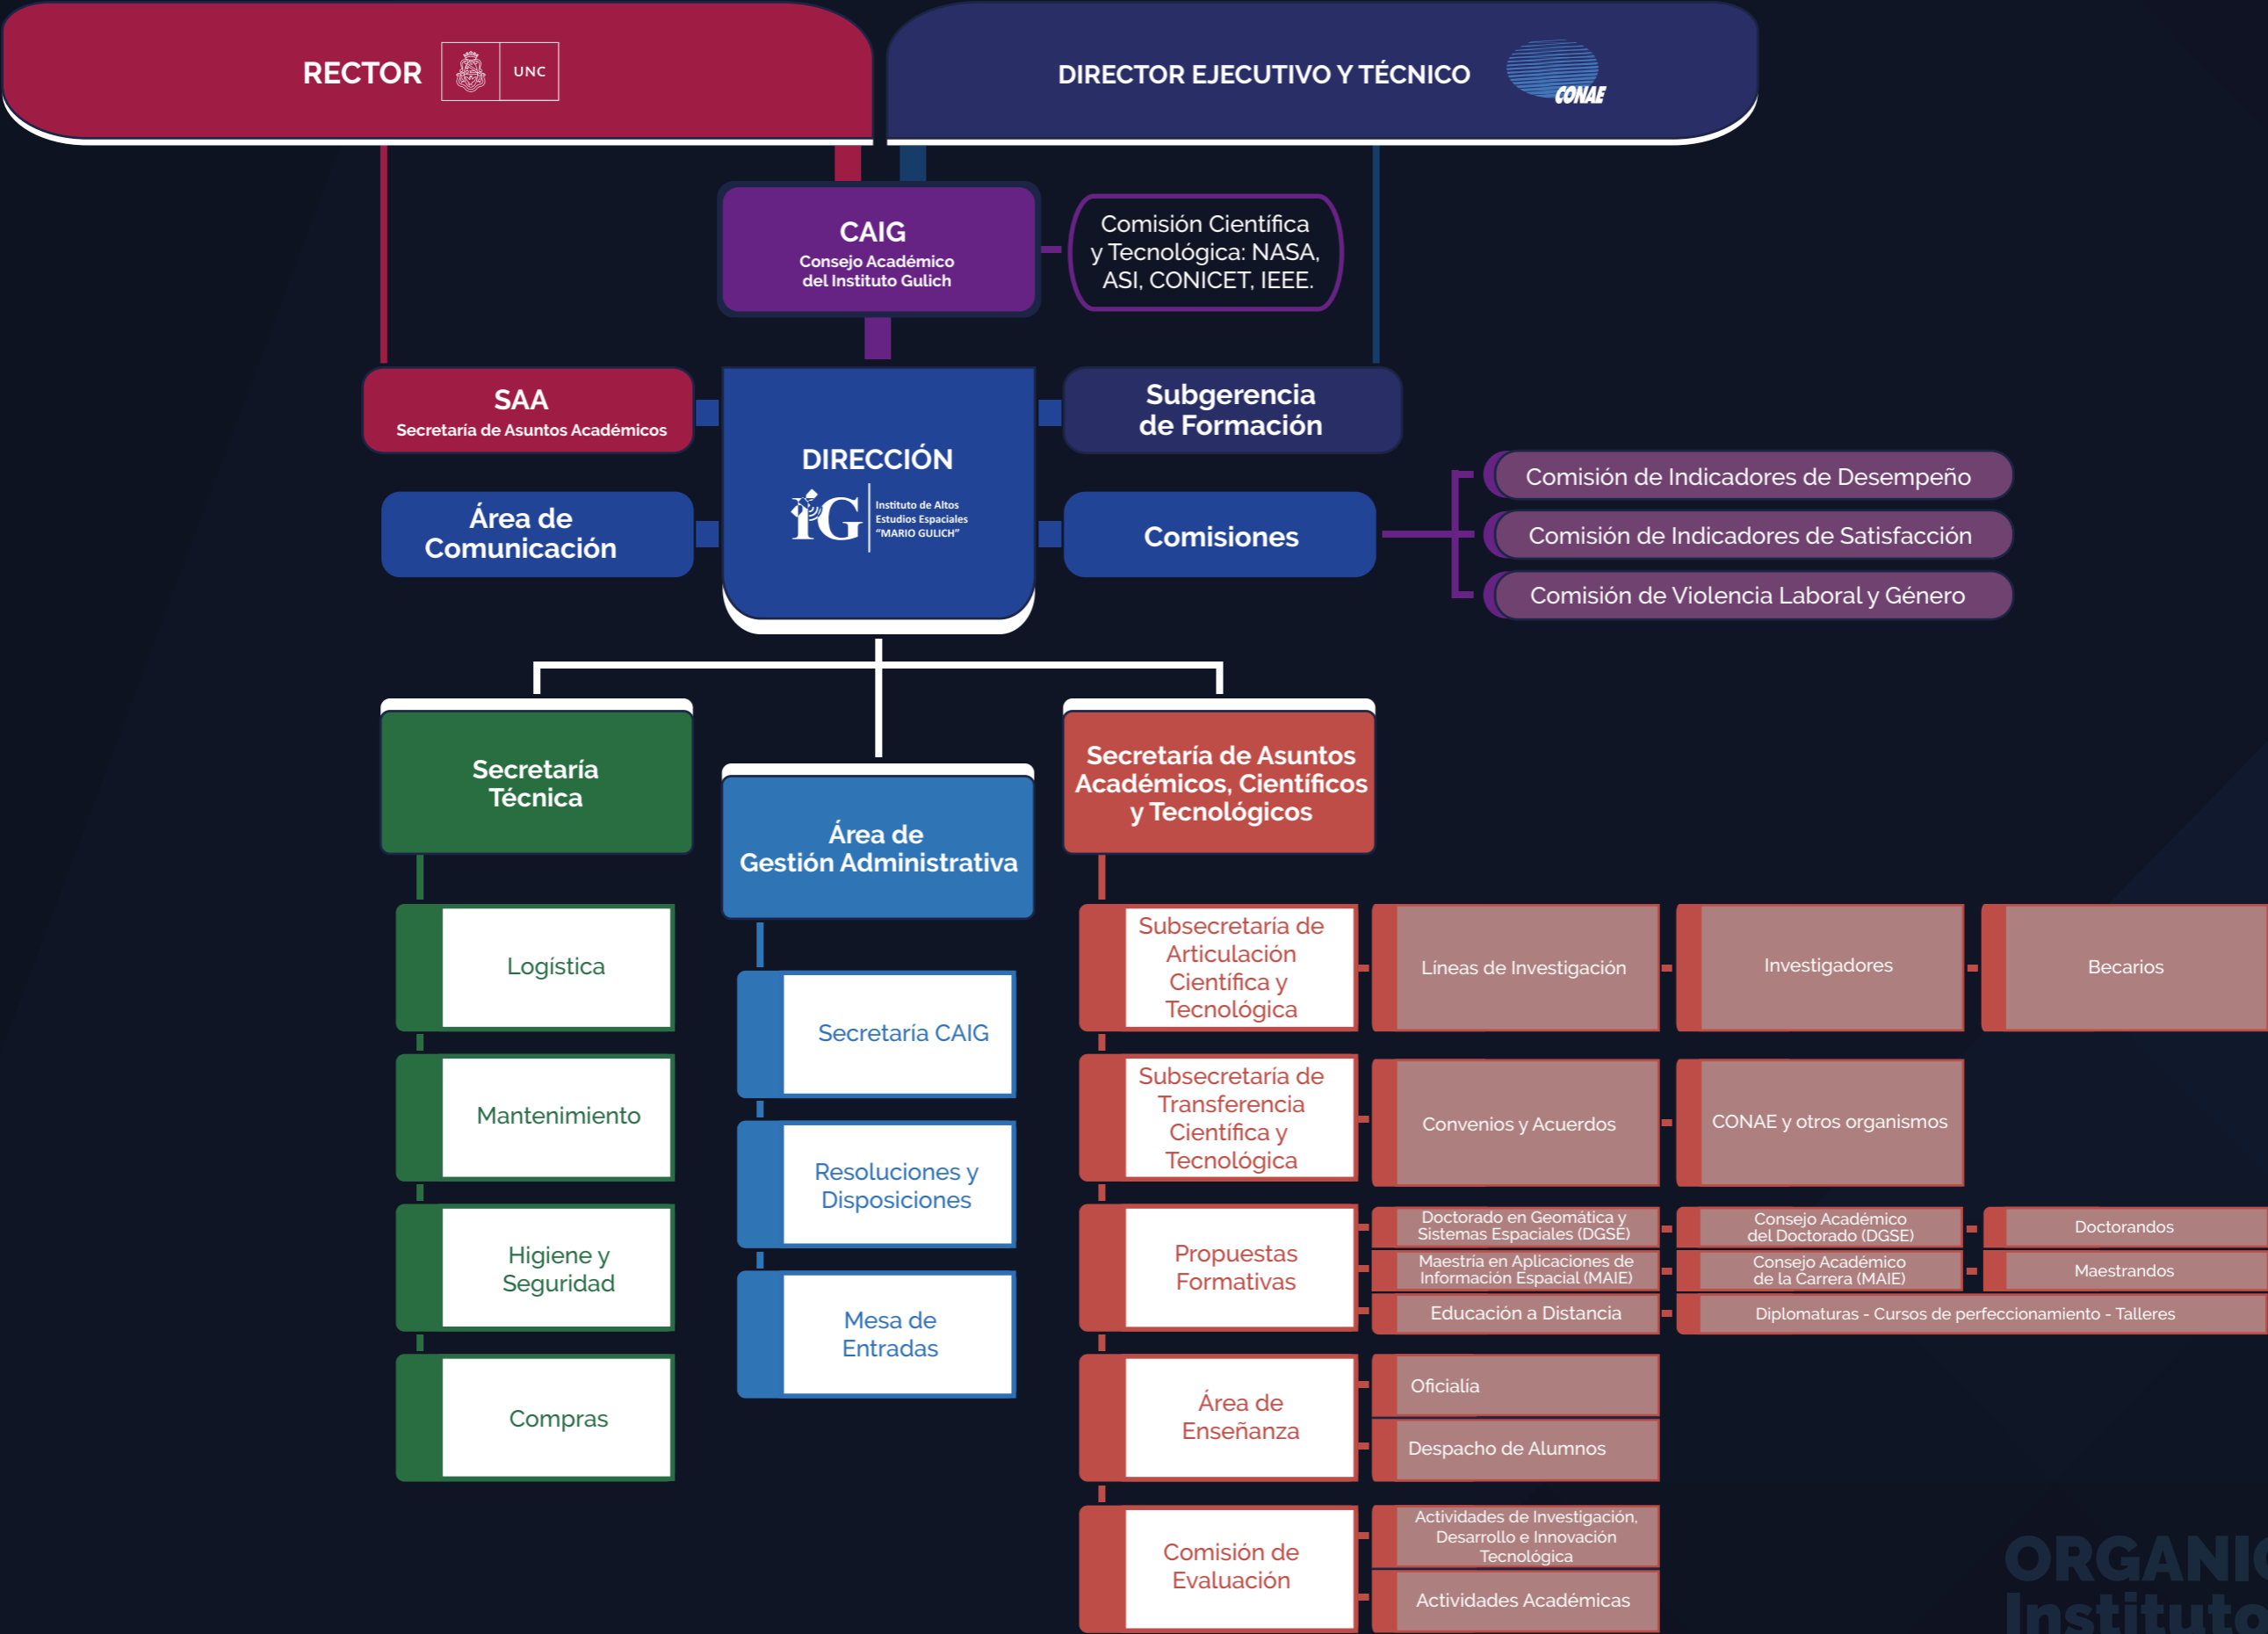 RECTOR
UNC
DIRECTOR EJECUTIVO Y TÉCNICO
CONAE
CAIG
Consejo Académico
del Instituto Gulich
Comisión Científica
y Tecnológica: NASA,
ASI, CONICET, IEEE.
SAA
Secretaría de Asuntos Académicos
Subgerencia
de Formación
DIRECCIÓN
IG
Instituto de Altos
Estudios Espaciales
"MARIO GULICH"
Área de
Comunicación
Comisiones
Comisión de Indicadores de Desempeño
Comisión de Indicadores de Satisfacción
Comisión de Violencia Laboral y Género
Secretaría
Técnica
Área de
Gestión Administrativa
Secretaría de Asuntos
Académicos, Científicos
y Tecnológicos
Logística
Mantenimiento
Higiene y
Seguridad
Compras
Secretaría CAIG
Resoluciones y
Disposiciones
Mesa de
Entradas
Subsecretaría de
Articulación
Científica y
Tecnológica
Líneas de Investigación
Investigadores
Becarios
Subsecretaría de
Transferencia
Científica y
Tecnológica
Convenios y Acuerdos
CONAE y otros organismos
Propuestas
Formativas
Doctorado en Geomática y
Sistemas Espaciales (DGSE)
Consejo Académico
del Doctorado (DGSE)
Doctorandos
Maestría en Aplicaciones de
Información Espacial (MAIE)
Consejo Académico
de la Carrera (MAIE)
Maestrandos
Educación a Distancia
Diplomaturas - Cursos de perfeccionamiento - Talleres
Área de
Enseñanza
Oficialía
Despacho de Alumnos
Comisión de
Evaluación
Actividades de Investigación,
Desarrollo e Innovación
Tecnológica
Actividades Académicas
Instituto